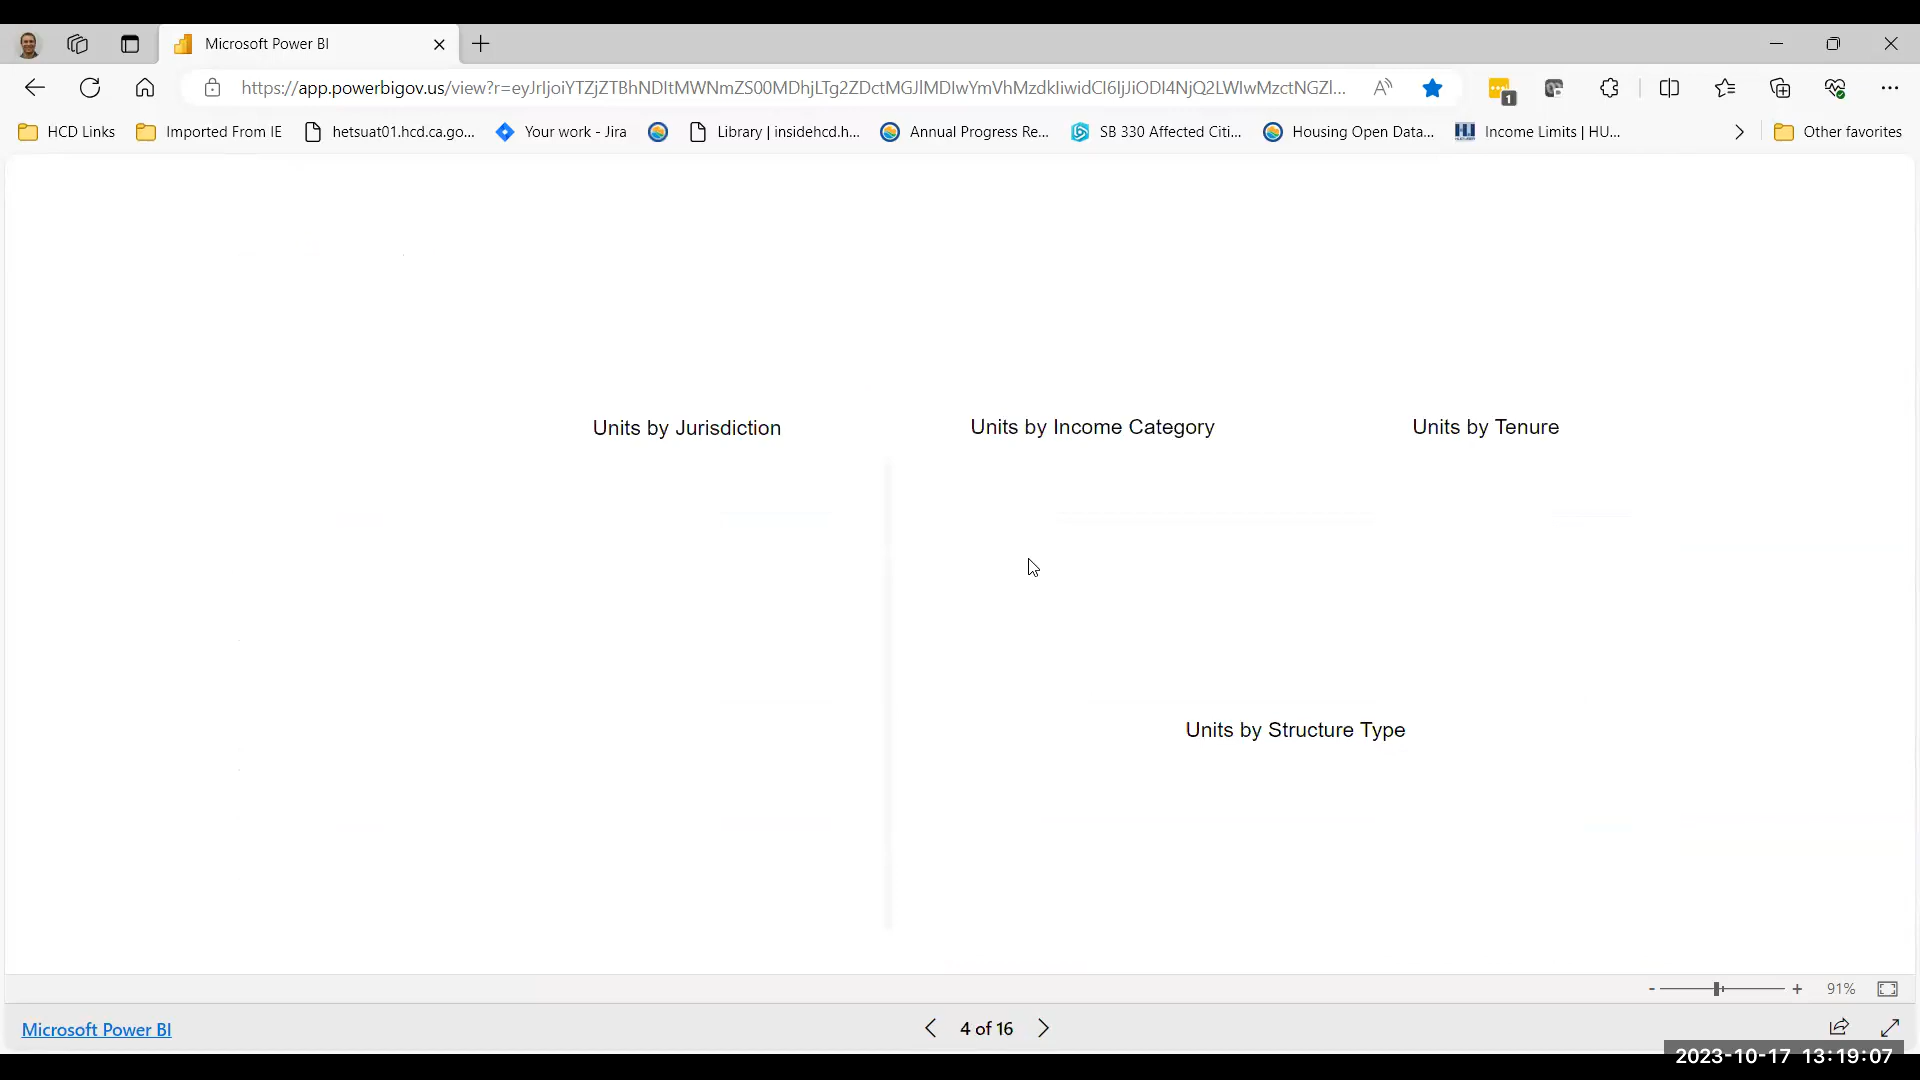 Microsoft Power BI
https://app.powerbigov.us/view?r=eyJrIjoiYTZjZTBhNDItMWNmZS00MDhjLTg2ZDctMGJlMDIwYmVhMzdkIiwidCI6IjJiODI4NjQ2LWIwMzctNGZl...
1
HCD Links
Imported From IE
hetsuat01.hcd.ca.go...
Your work - Jira
Library | insidehcd.h...
Annual Progress Re...
SB 330 Affected Citi...
Housing Open Data...
Income Limits | HU...
Other favorites
Units by Jurisdiction
Units by Income Category
Units by Tenure
Units by Structure Type
- + 91%
Microsoft Power BI
4 of 16
2023-10-17 13:19:07